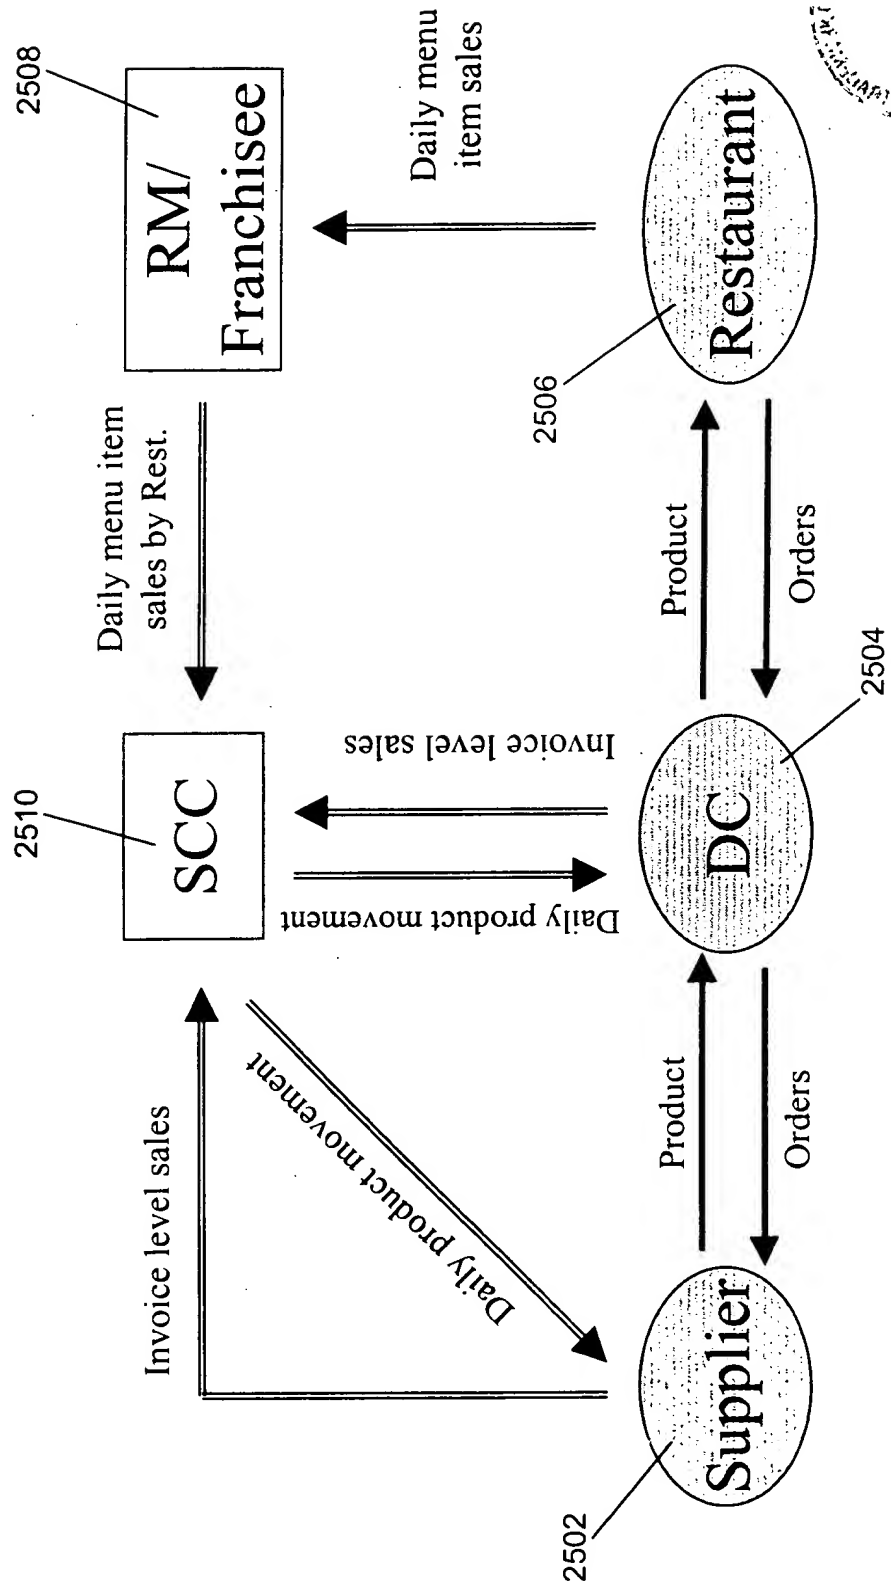 2510
2508
SCC
RM/
Franchisee
Daily menu item
sales by Rest.
Invoice level sales
Daily product movement
Daily product movement
Invoice level sales
Daily menu
item sales
2502
Supplier
Product
Orders
DC
2504
Product
Orders
2506
Restaurant